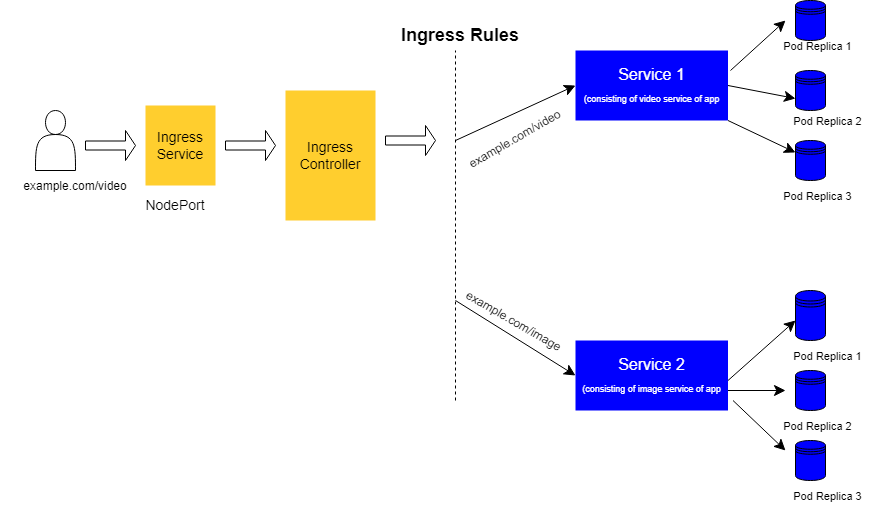 Ingress Rules
example.com/video
Ingress
Service
NodePort
Ingress
Controller
example.com/video
Service 1
(consisting of video service of app
Pod Replica 1
Pod Replica 2
Pod Replica 3
example.com/image
Service 2
(consisting of image service of app
Pod Replica 1
Pod Replica 2
Pod Replica 3